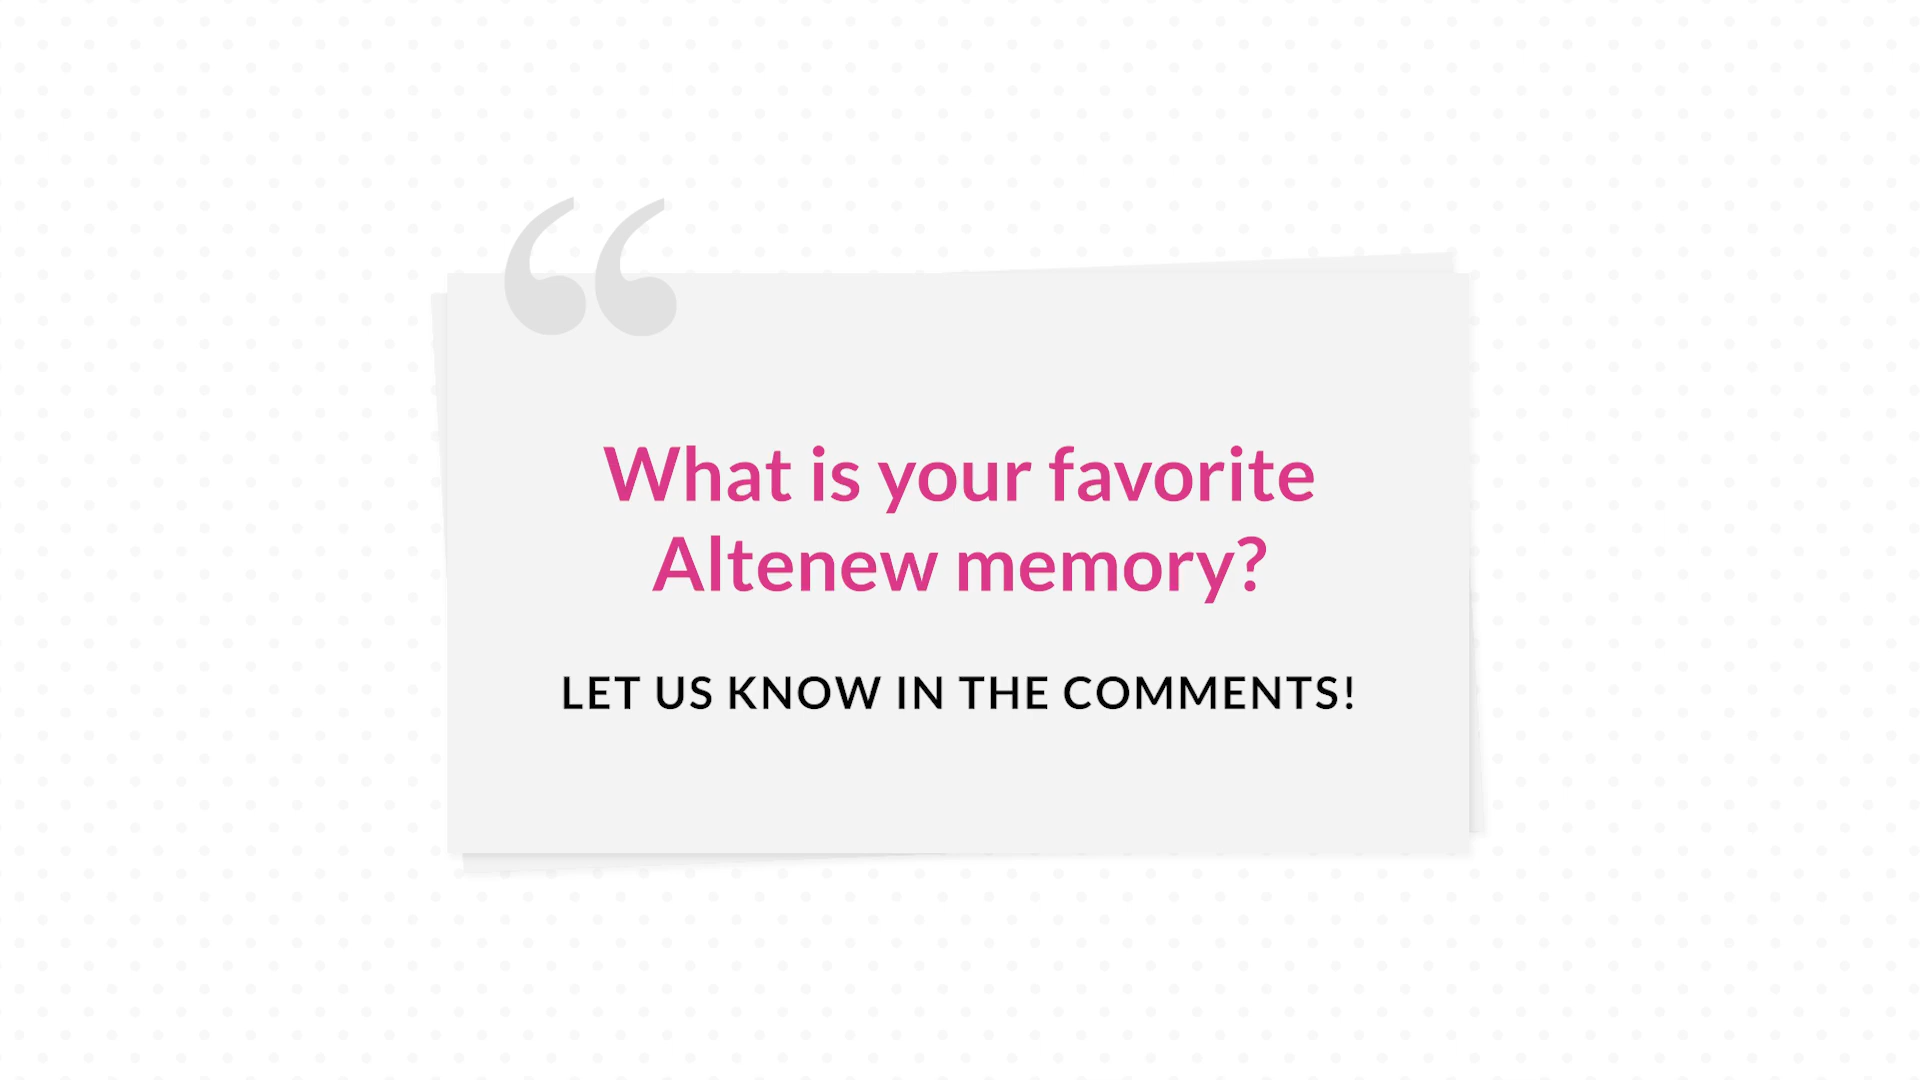 What is your favorite
Altenew memory?
LET US KNOW IN THE COMMENTS!